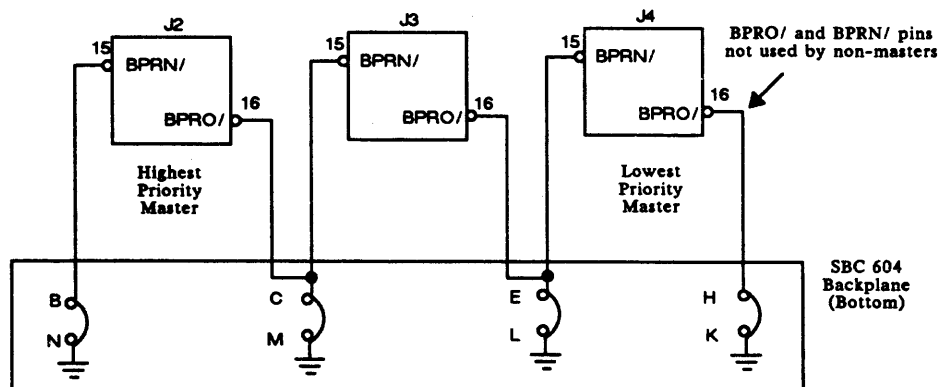 J2
J3
J4
BPRO/ and BPRN/ pins
not used by non-masters
15
BPRN/
16
BPRO/
15
BPRN/
16
BPRO/
15
BPRN/
16
BPRO/
Highest
Priority
Master
Lowest
Priority
Master
SBC 604
Backplane
(Bottom)
B
N
C
M
E
L
H
K